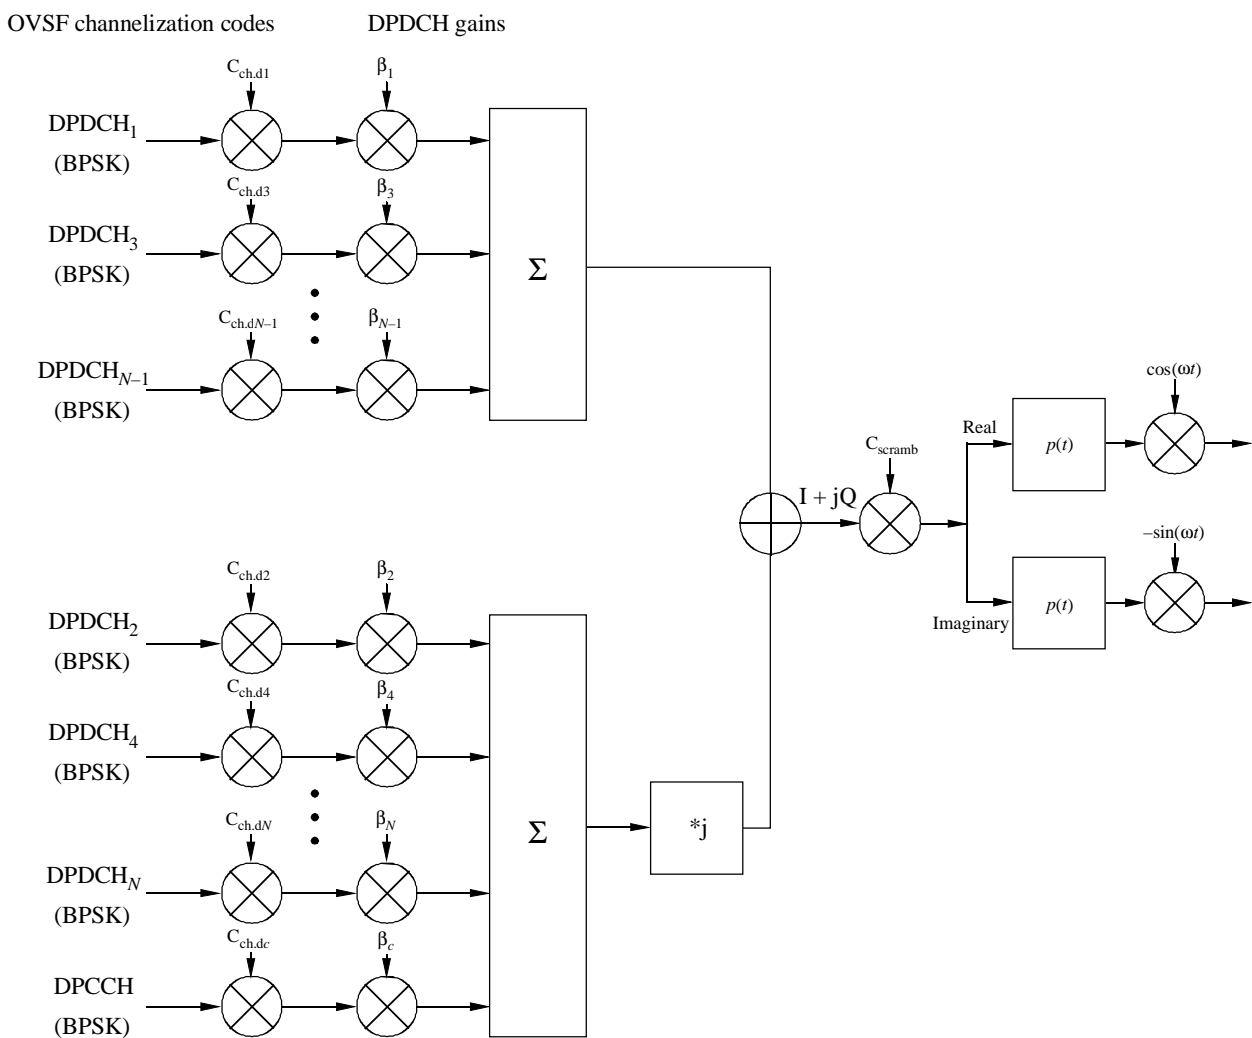 OVSF channelization codes DPDCH gains
C_ch.d1 β_1
DPDCH_1
(BPSK)
C_ch.d3 β_3
DPDCH_3
(BPSK)
Σ
C_ch.dN–1 β_N–1
DPDCH_N–1
(BPSK)
cos(ωt)
Real
p(t)
C_scramb
I + jQ
–sin(ωt)
p(t)
Imaginary
C_ch.d2 β_2
DPDCH_2
(BPSK)
C_ch.d4 β_4
DPDCH_4
(BPSK)
Σ
*j
C_ch.dN β_N
DPDCH_N
(BPSK)
C_ch.dc β_c
DPCCH
(BPSK)